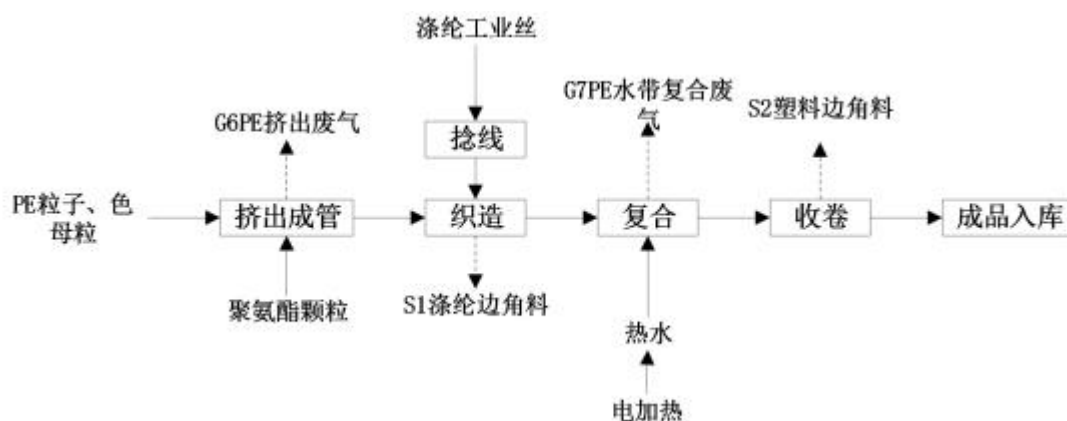 涤纶工业丝
G7PE水带复合废
气
S2塑料边角料
G6PE挤出废气
捻线
PE粒子、色
母粒
挤出成管
织造
复合
收卷
成品入库
聚氨酯颗粒
S1涤纶边角料
热水
电加热